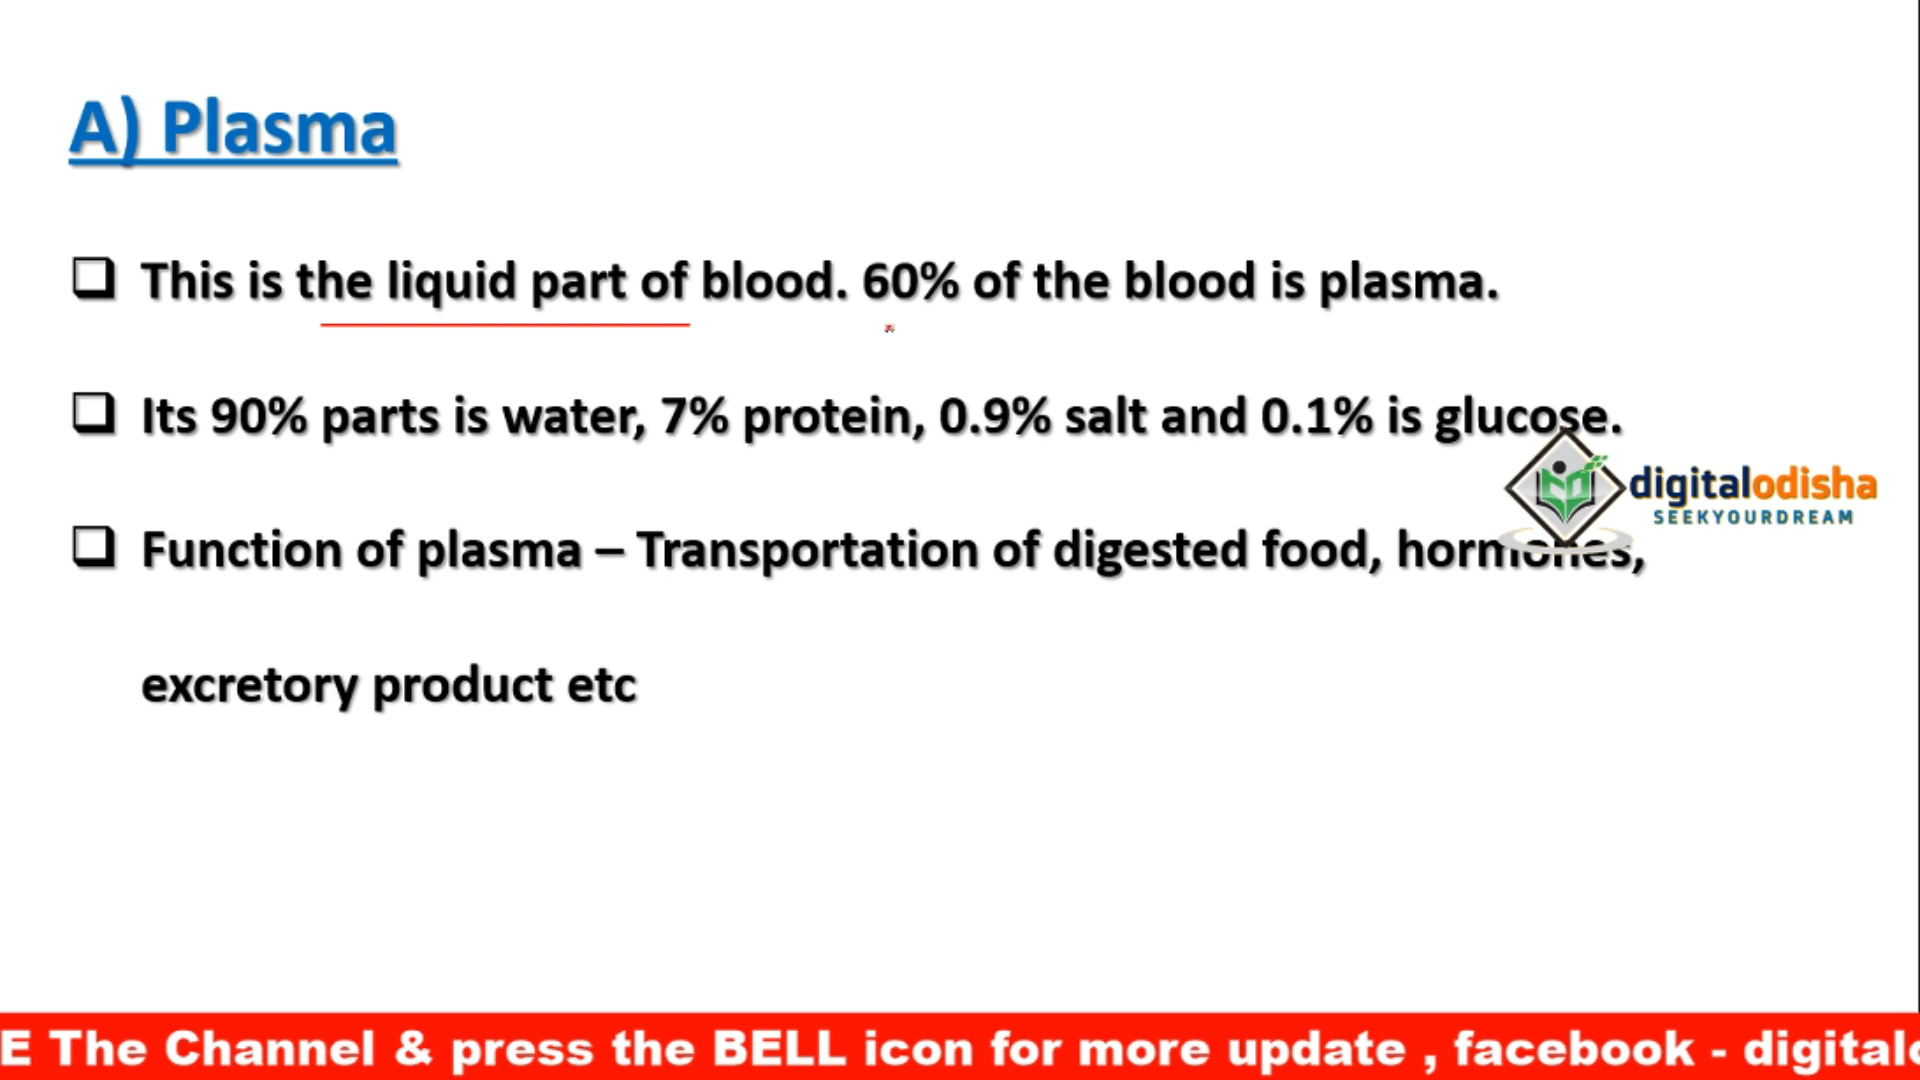 A) Plasma
This is the liquid part of blood. 60% of the blood is plasma.
Its 90% parts is water, 7% protein, 0.9% salt and 0.1% is glucose.
digitalodisha
SEEKYOURDREAM
Function of plasma – Transportation of digested food, hormones,
excretory product etc
E The Channel & press the BELL icon for more update , facebook - digitalo